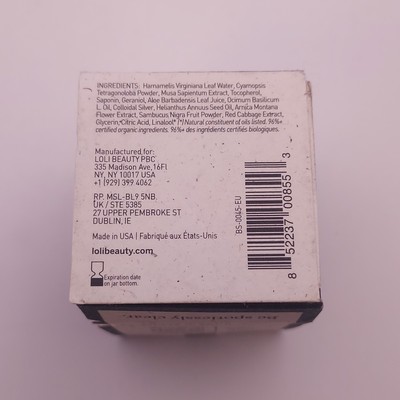 INGREDIENTS: Hamamelis Virginiana Leaf Water, Cyamopsis
Tetragonoloba Powder, Musa Sapientum Extract, Tocopherol,
Saponin, Geraniol, Aloe Barbadensis Leaf Juice, Ocimum Basilicum
L. Oil, Colloidal Silver, Helianthus Annuus Seed Oil, Arnica Montana
Flower Extract, Sambucus Nigra Fruit Powder, Red Cabbage Extract,
Glycerin,*Citric Acid, Linalool* (*)Natural constituent of oils listed. 96%+
certified organic ingredients. 96%+ des ingrédients certifiés biologiques.
Manufactured for:
LOLI BEAUTY PBC
335 Madison Ave,16Fl
NY, NY 10017 USA
+1 (929) 399 4062
RP. MSL-BL9 5NB.
UK / STE 5385
27 UPPER PEMBROKE ST
DUBLIN, IE
Made in USA | Fabriqué aux États-Unis
lolibeauty.com
Expiration date
on jar bottom
BS-0045-EU
8 52237 00855 3
be spotlessly clear.